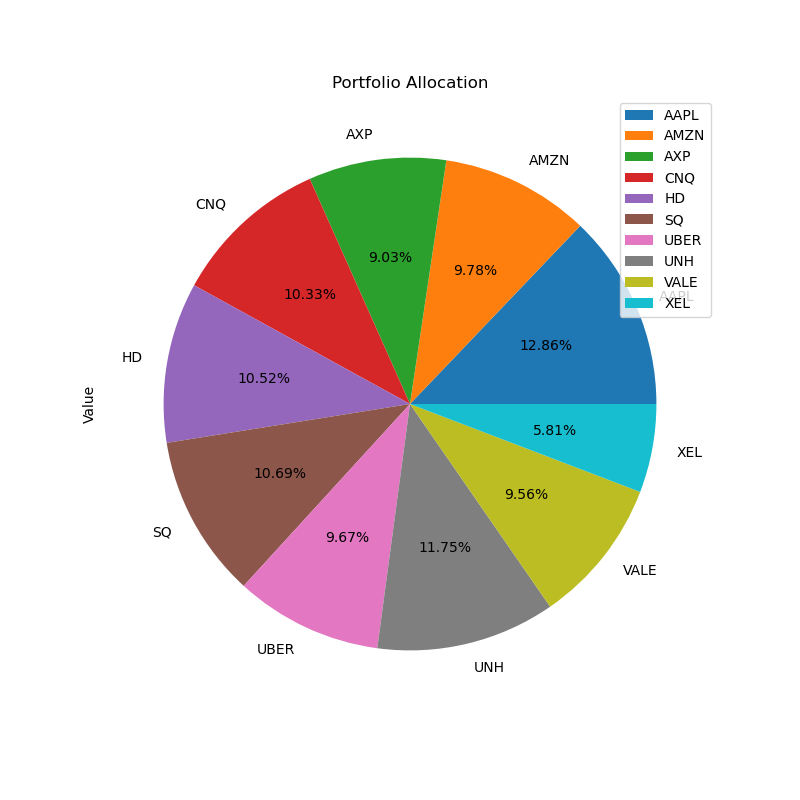 Portfolio Allocation
AAPL
AMZN
AXP
CNQ
HD
SQ
UBER
UNH
VALE
XEL
AXP
AMZN
CNQ
9.03%
9.78%
10.33%
AAPL
12.86%
HD
10.52%
Value
5.81%
XEL
10.69%
9.56%
SQ
9.67%
11.75%
VALE
UBER
UNH